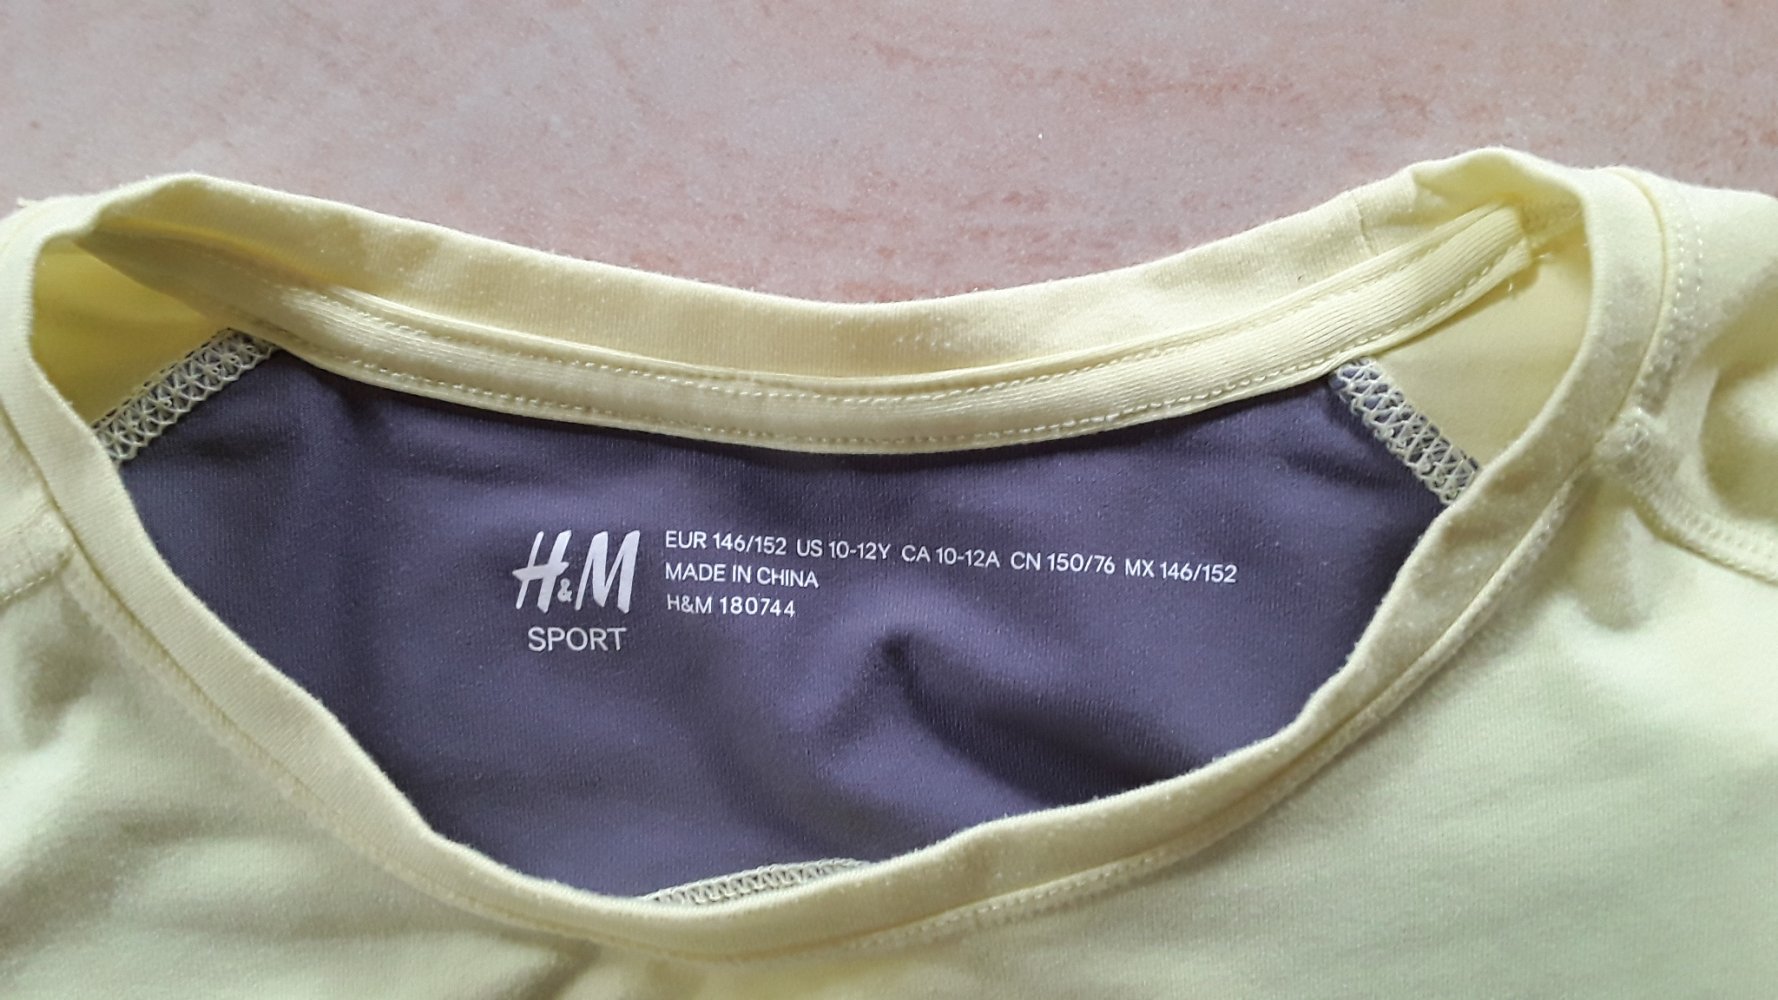 H&M
SPORT
EUR 146/152 US 10-12Y CA 10-12A CN 150/76 MX 146/152
MADE IN CHINA
H&M 180744